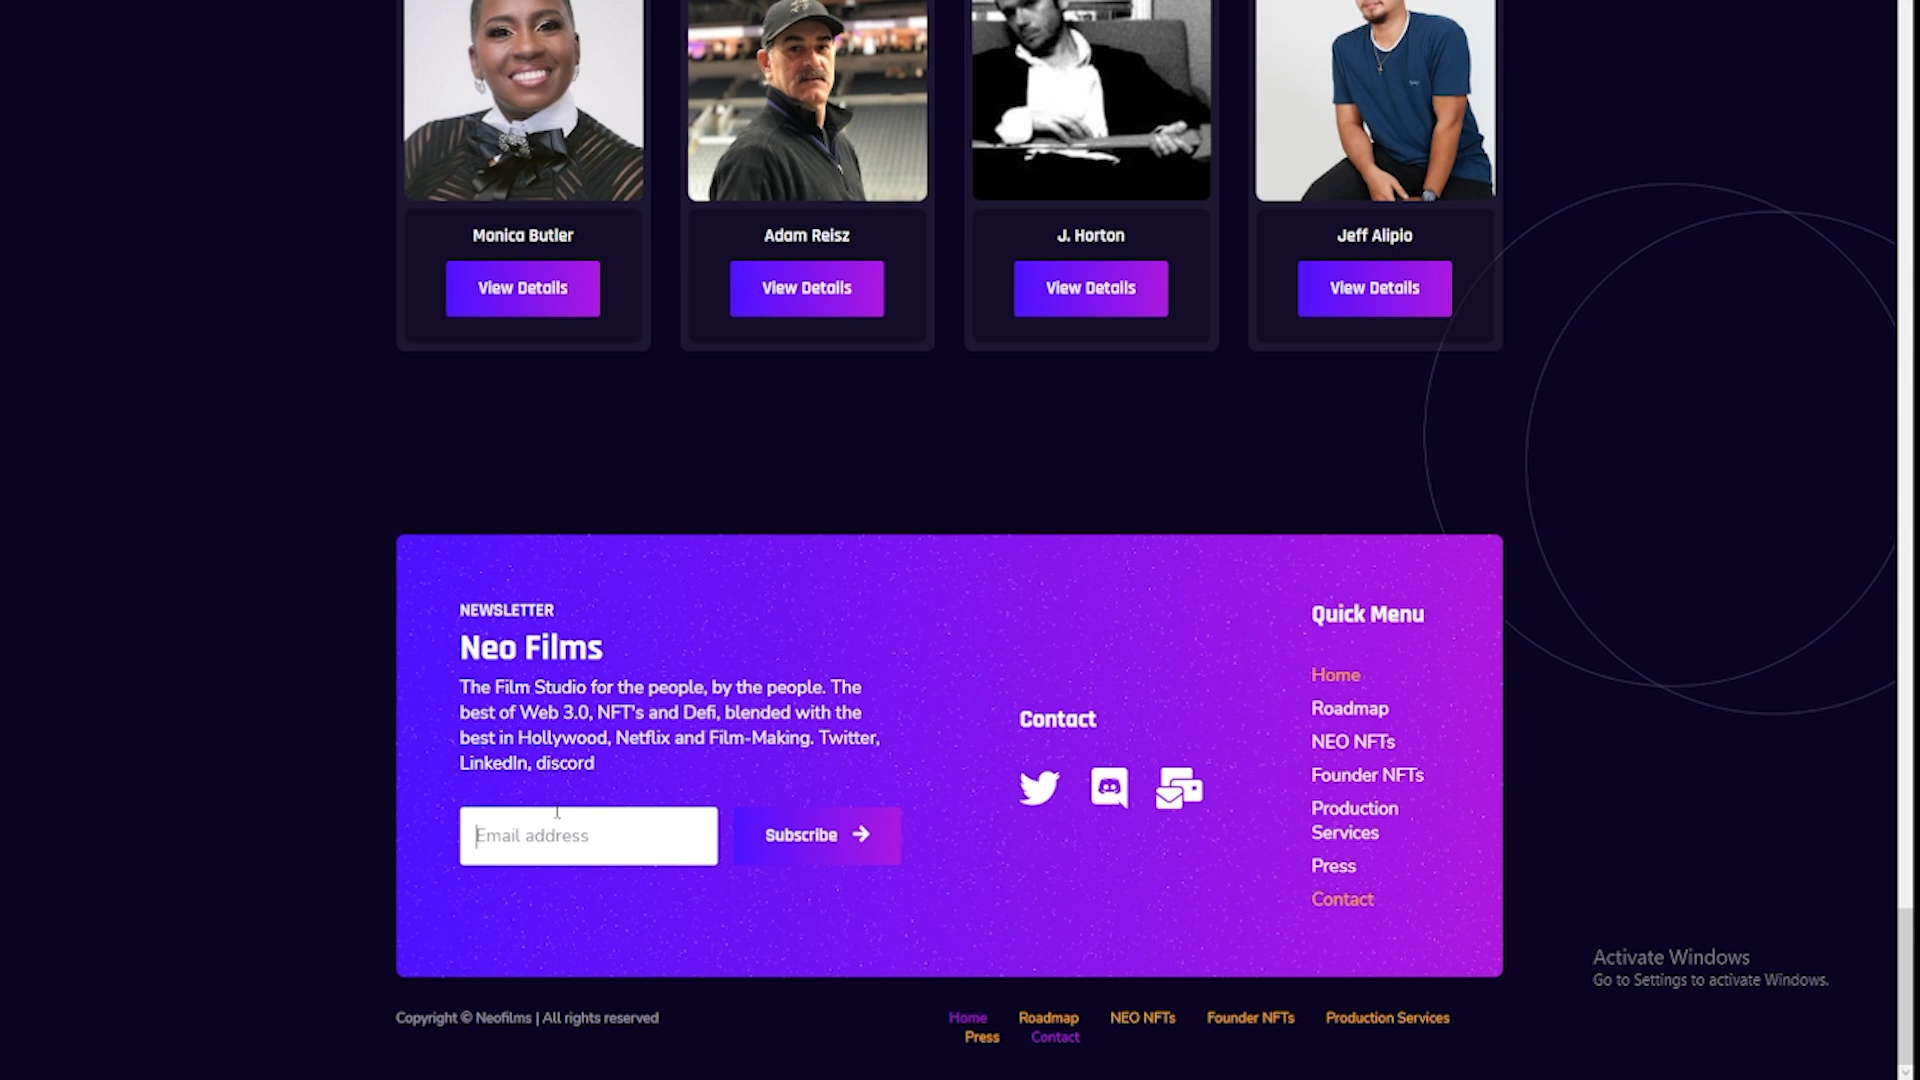 Monica Butler
Adam Reisz
J. Horton
Jeff Alipio
View Details
View Details
View Details
View Details
NEWSLETTER
Neo Films
The Film Studio for the people, by the people. The
best of Web 3.0, NFT's and Defi, blended with the
best in Hollywood, Netflix and Film-Making. Twitter,
LinkedIn, discord
Email address
Subscribe
Contact
Quick Menu
Home
Roadmap
NEO NFTs
Founder NFTs
Production
Services
Press
Contact
Activate Windows
Go to Settings to activate Windows.
Copyright © Neofilms | All rights reserved
Home Roadmap NEO NFTs Founder NFTs Production Services
Press Contact